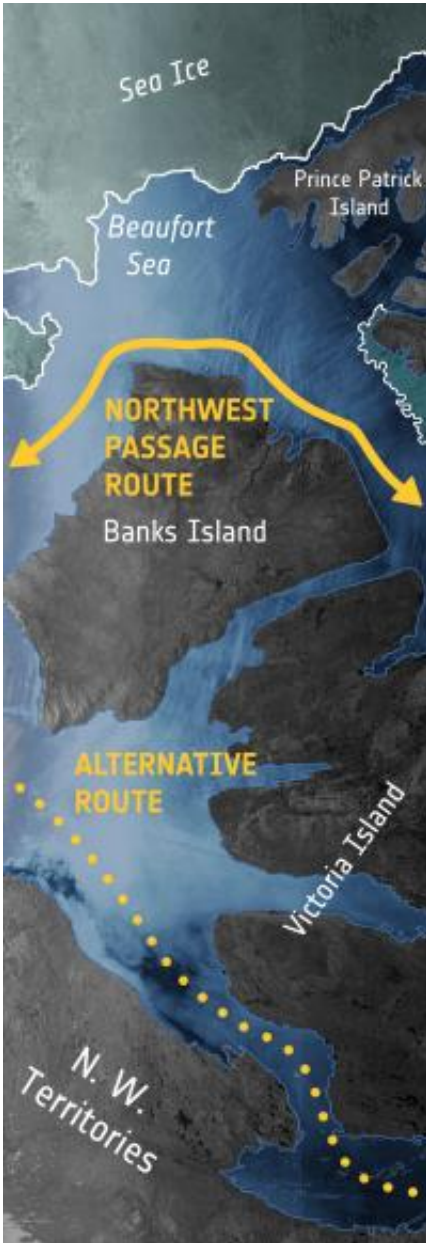 Sea Ice
Prince Patrick
Island
Beaufort
Sea
NORTHWEST
PASSAGE
ROUTE
Banks Island
ALTERNATIVE
ROUTE
Victoria Island
N. W.
Territories